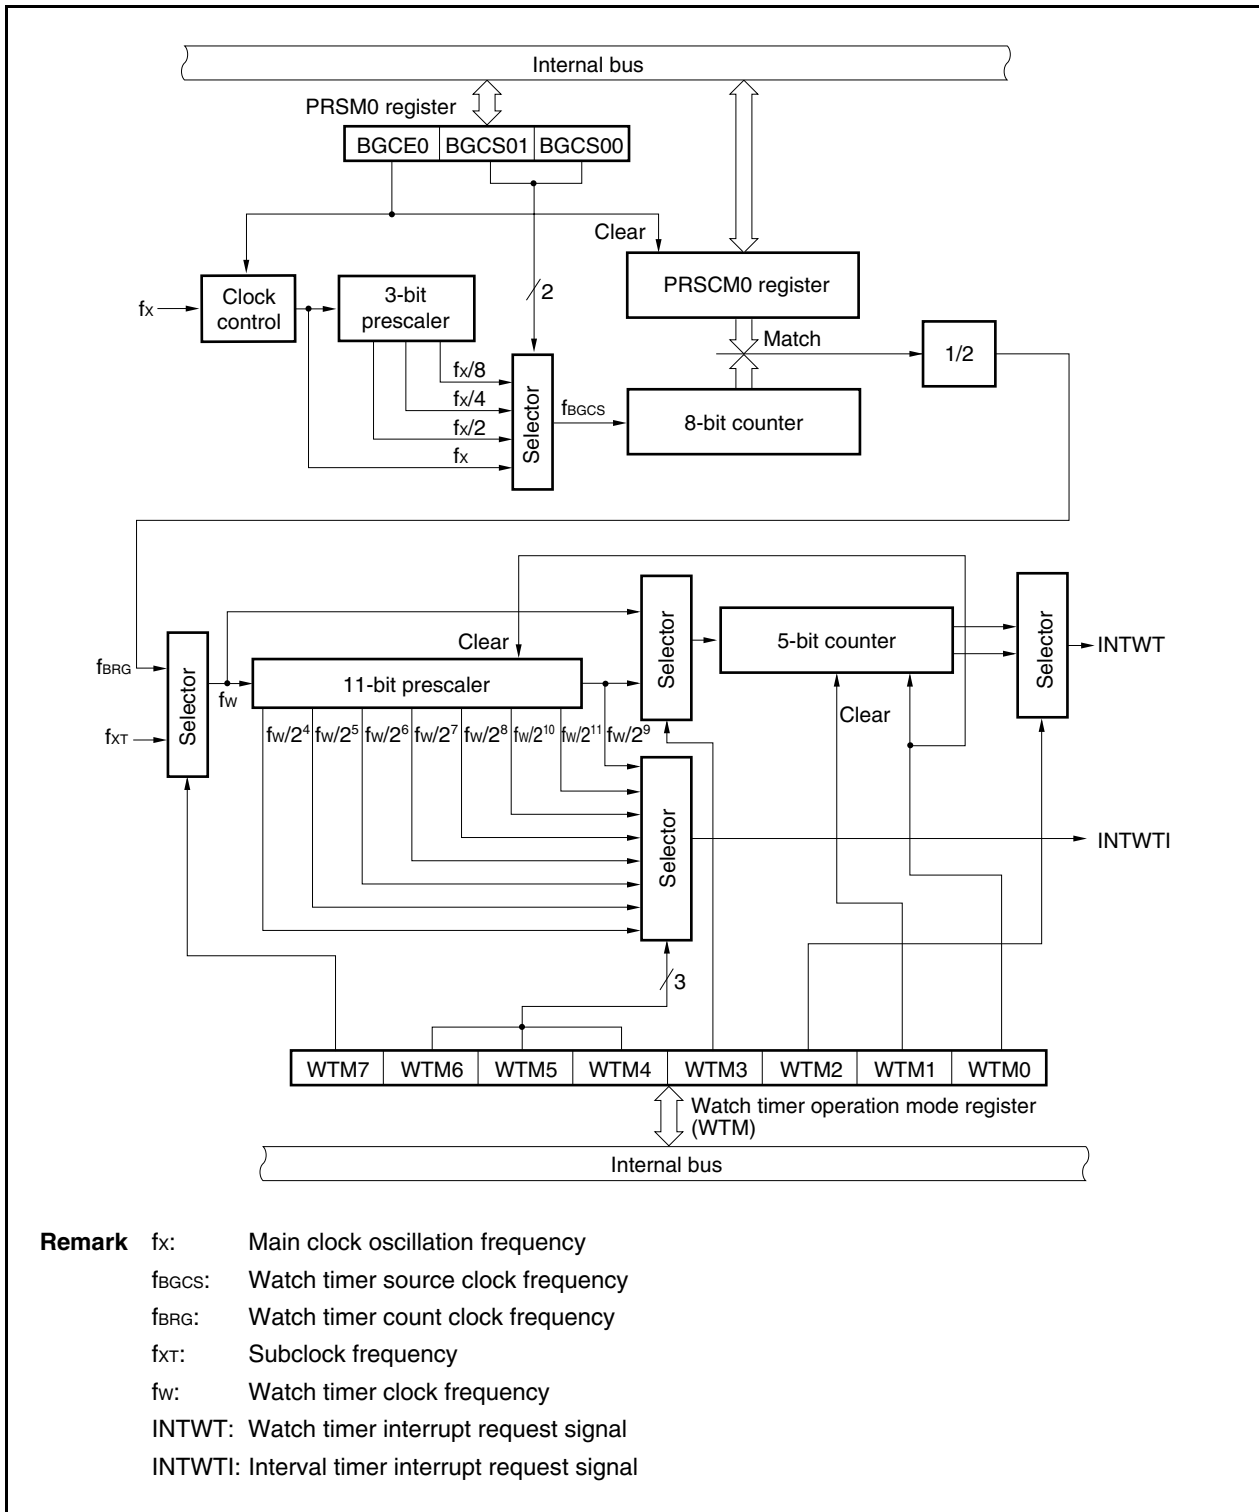 Internal bus
PRSM0 register
BGCE0 BGCS01 BGCS00
Clear
2
PRSCM0 register
fX
Clock
control
3-bit
prescaler
Match
1/2
fX/8
fX/4
fX/2
fX
Selector
fBGCS
8-bit counter
Selector
5-bit counter
Selector
INTWT
Clear
fBRG
Selector
fW
11-bit prescaler
fXT
Clear
fW/2⁴ fW/2⁵ fW/2⁶ fW/2⁷ fW/2⁸ fW/2¹⁰ fW/2¹¹ fW/2⁹
Selector
INTWTI
3
WTM7 WTM6 WTM5 WTM4 WTM3 WTM2 WTM1 WTM0
Watch timer operation mode register
(WTM)
Internal bus
Remark fX: Main clock oscillation frequency
fBGCS: Watch timer source clock frequency
fBRG: Watch timer count clock frequency
fXT: Subclock frequency
fW: Watch timer clock frequency
INTWT: Watch timer interrupt request signal
INTWTI: Interval timer interrupt request signal